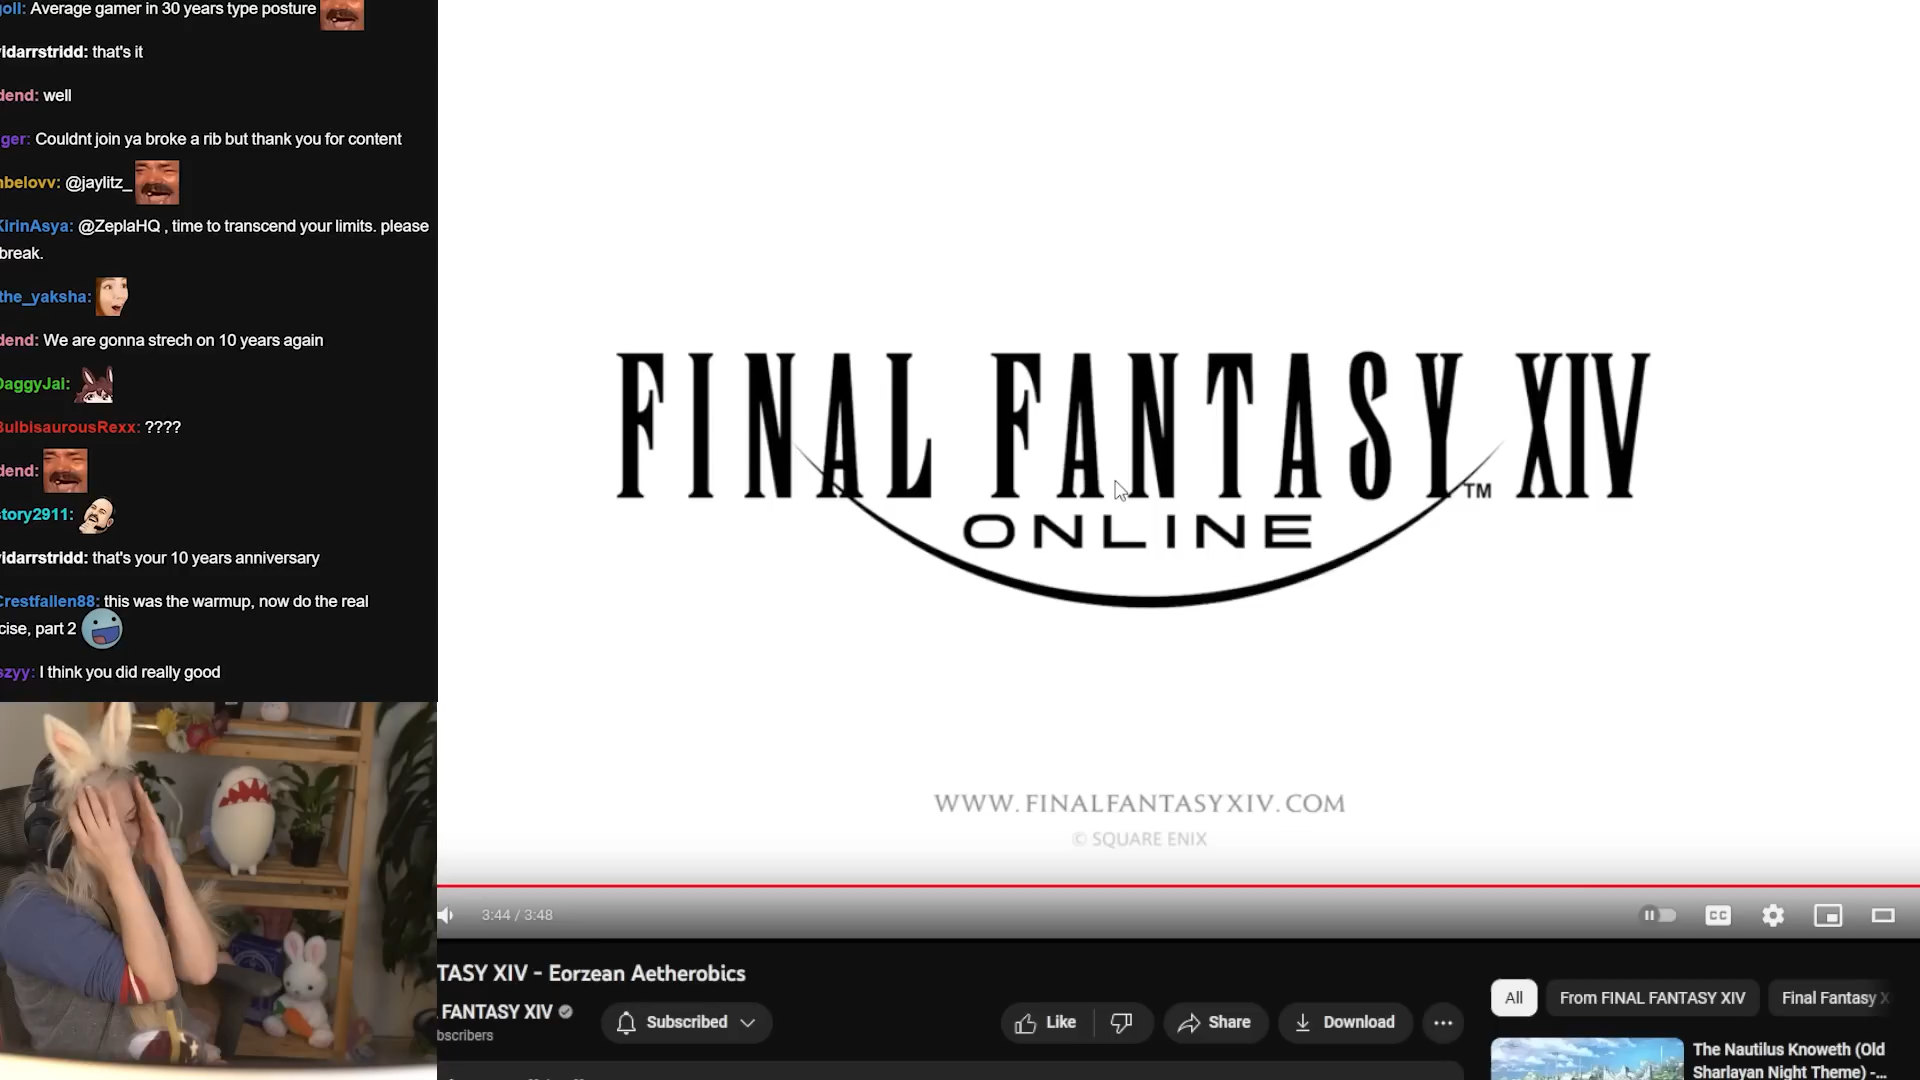 goll: Average gamer in 30 years type posture
idarrstridd: that's it
dend: well
ger: Couldnt join ya broke a rib but thank you for content
nbelovv: @jaylitz_
KirinAsya: @ZeplaHQ , time to transcend your limits. please
break.
the_yaksha:
dend: We are gonna strech on 10 years again
DaggyJal:
BulbisaurousRexx: ????
dend:
story2911:
idarrstridd: that's your 10 years anniversary
Crestfallen88: this was the warmup, now do the real
cise, part 2
szyy: I think you did really good
FINAL FANTASY XIV
TM
ONLINE
WWW.FINALFANTASYXIV.COM
© SQUARE ENIX
3:44 / 3:48
CC
TASY XIV - Eorzean Aetherobics
FANTASY XIV
bscribers
Subscribed
Like
Share
Download
All
From FINAL FANTASY XIV
Final Fantasy X
The Nautilus Knoweth (Old
Sharlayan Night Theme) -...